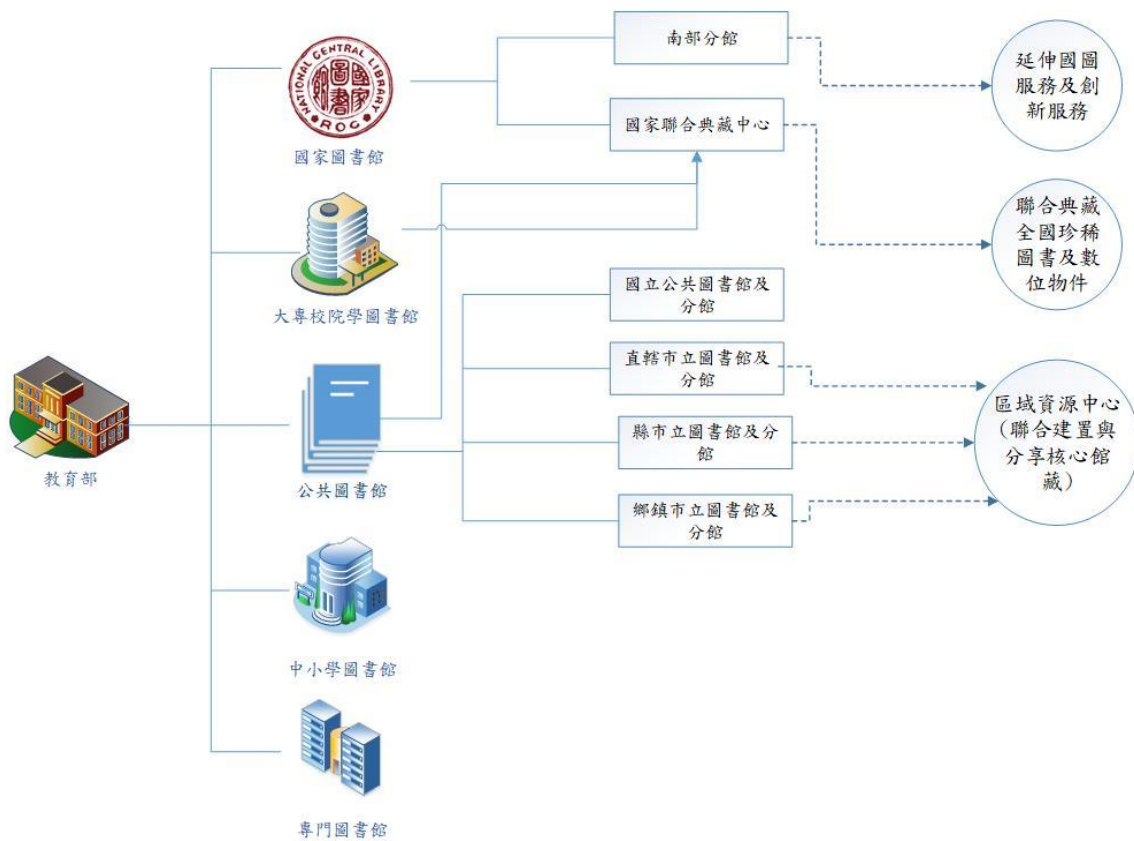 NATIONAL CENTRAL LIBRARY
國家圖書館
ROC
國家圖書館
南部分館
國家聯合典藏中心
延伸國圖
服務及創
新服務
大專校院學圖書館
聯合典藏
全國珍稀
圖書及數
位物件
教育部
公共圖書館
國立公共圖書館及
分館
直轄市立圖書館及
分館
縣市立圖書館及分
館
鄉鎮市立圖書館及
分館
區域資源中心
（聯合建置與
分享核心館
藏）
中小學圖書館
專門圖書館